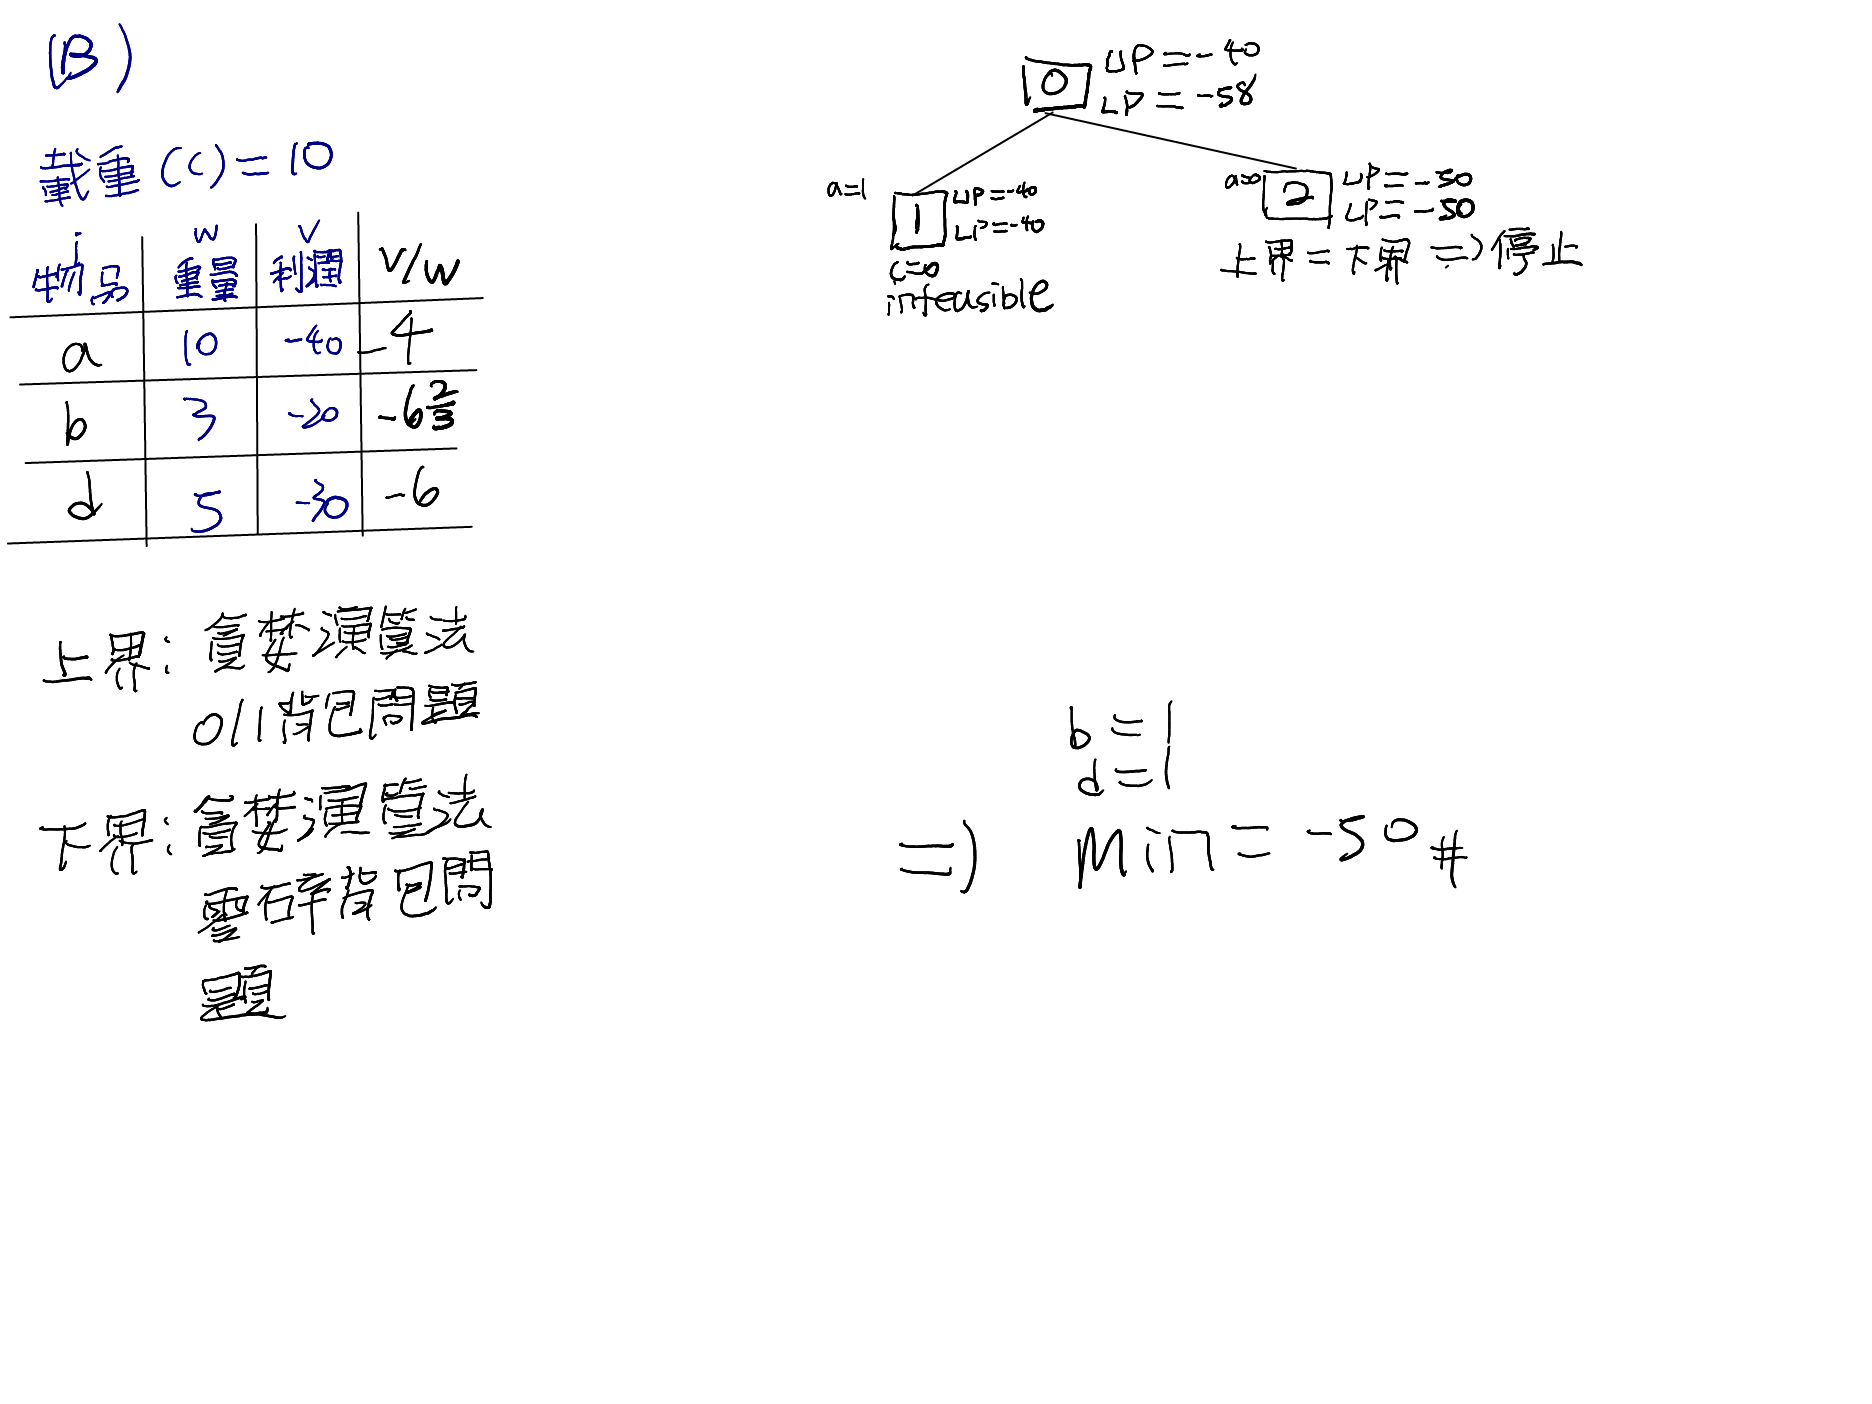 (B)
載重(C)=10
i w v
物品 重量 利潤 V/W
a 10 -40 -4
b 3 -20 -6 2/3
d 5 -30 -6
上界:貪婪演算法
0/1背包問題
下界:貪婪演算法
零碎背包問
題
0 UP=-40
LP=-58
a=1 1 UP=-40
LP=-40
C=0
infeasible
a=0 2 UP=-50
LP=-50
上界=下界=>停止
b=1
d=1
=> Min=-50#